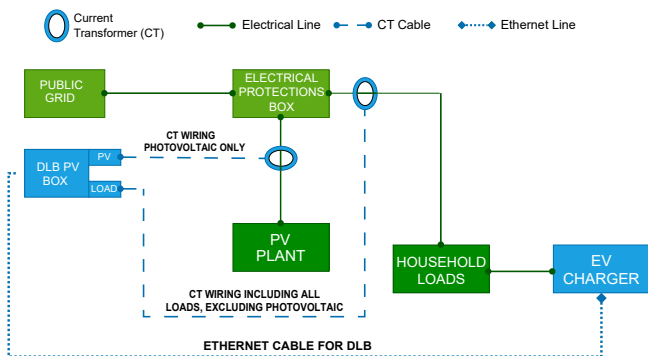 Current
Transformer (CT)
Electrical Line
CT Cable
Ethernet Line
PUBLIC
GRID
ELECTRICAL
PROTECTIONS
BOX
CT WIRING
PHOTOVOLTAIC ONLY
DLB PV
BOX
PV
LOAD
PV
PLANT
HOUSEHOLD
LOADS
EV
CHARGER
CT WIRING INCLUDING ALL
LOADS, EXCLUDING PHOTOVOLTAIC
ETHERNET CABLE FOR DLB